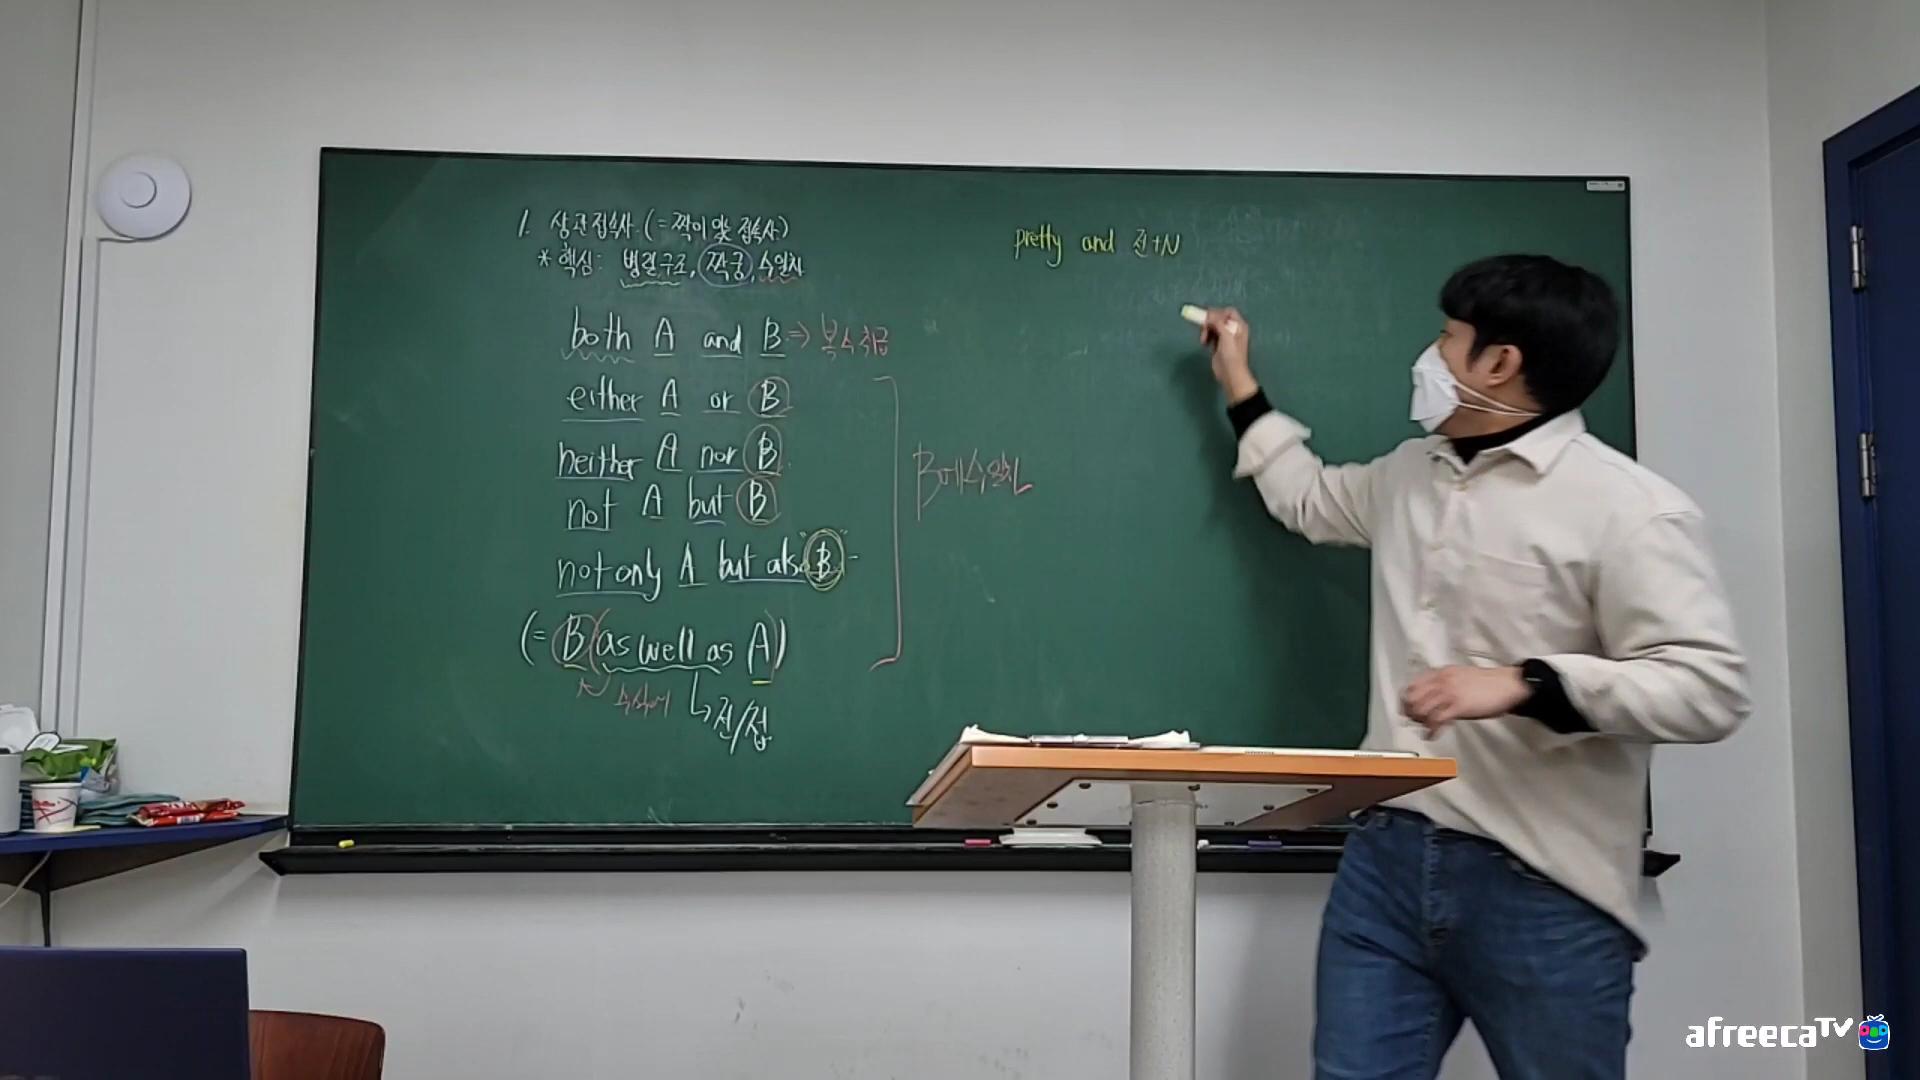 1. 상관접속사 (= 짝이 있는 접속사)
* 핵심: 병렬구조, 짝궁, 수일치
both A and B ⇒ 복수취급
either A or B
neither A nor B
not A but B
not only A but also "B"
(= B (as well as A)
수식어
↳ 전/접
B에 수일치
pretty and 전+N
afreecaTV